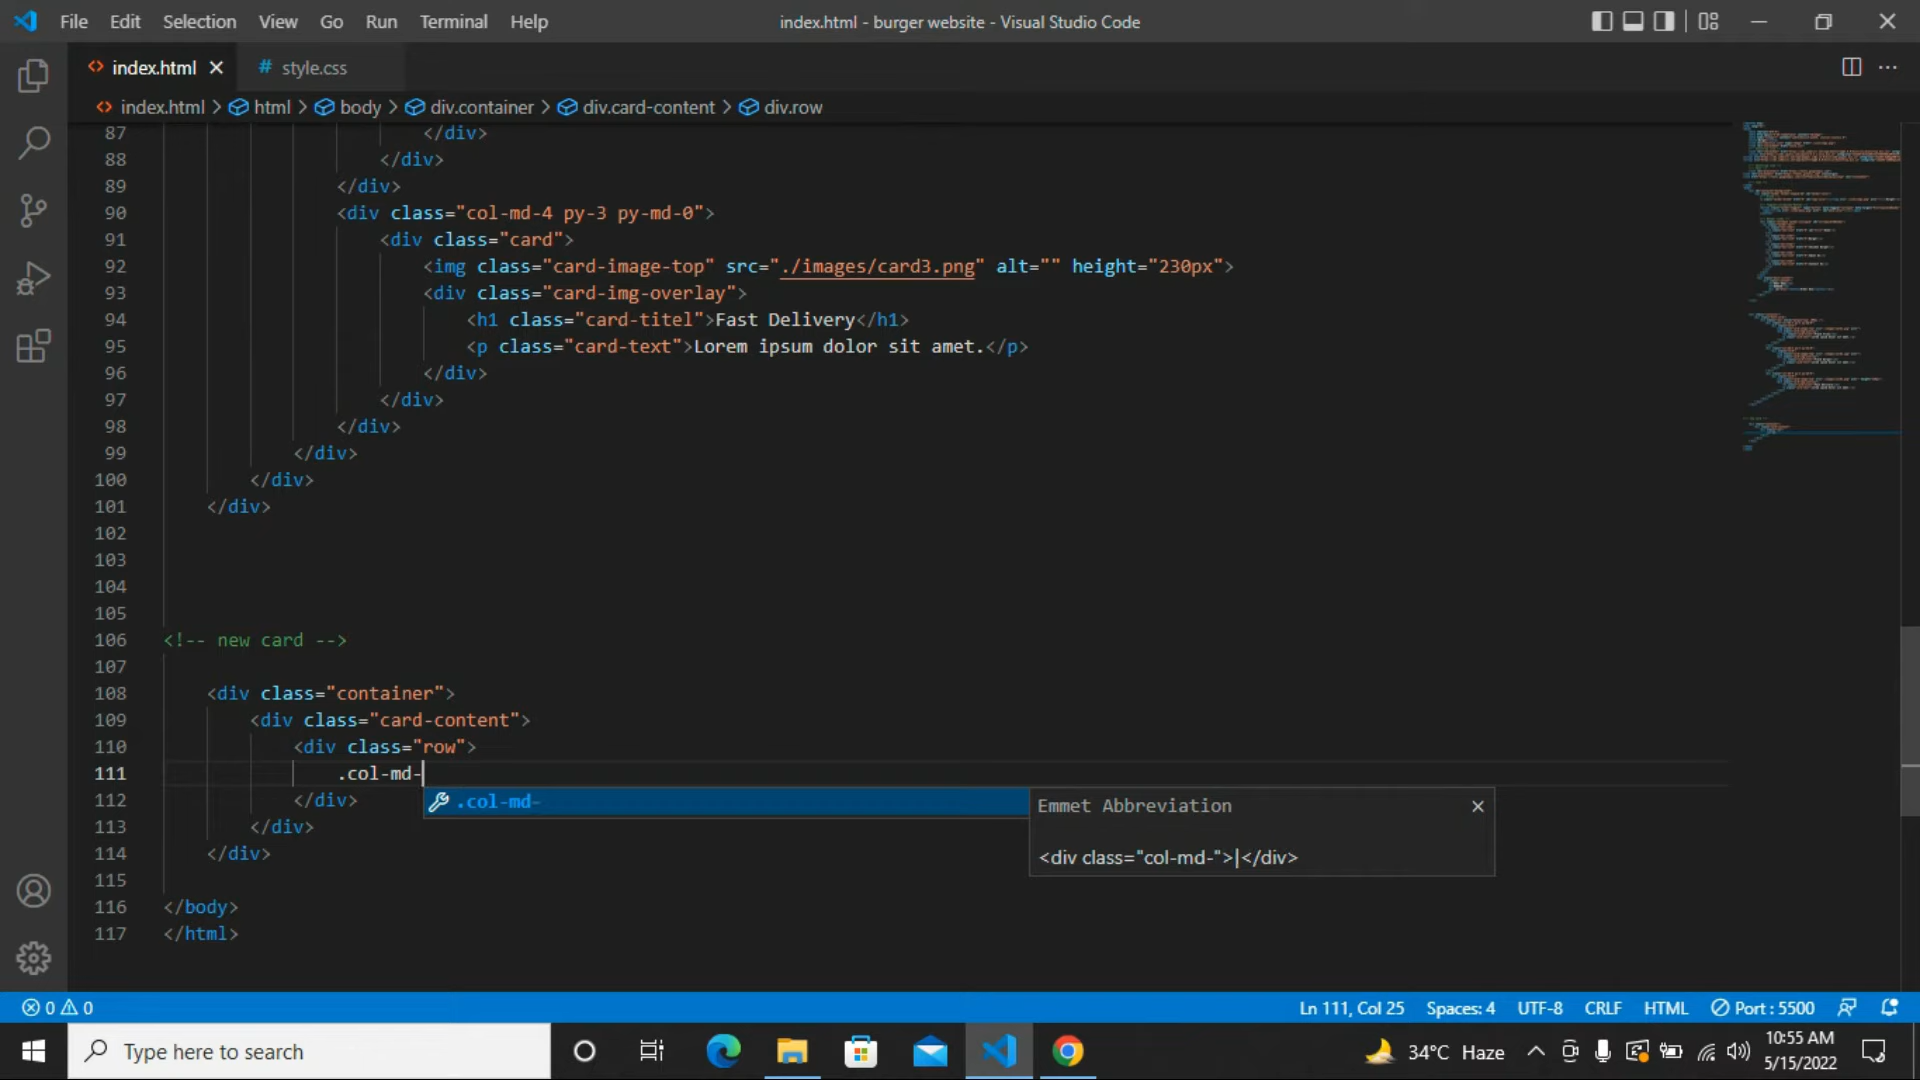 File Edit Selection View Go Run Terminal Help
index.html - burger website - Visual Studio Code
<> index.html
# style.css
<> index.html > html > body > div.container > div.card-content > div.row
87 </div>
88 </div>
89 </div>
90 <div class="col-md-4 py-3 py-md-0">
91 <div class="card">
92 <img class="card-image-top" src="./images/card3.png" alt="" height="230px">
93 <div class="card-img-overlay">
94 <h1 class="card-titel">Fast Delivery</h1>
95 <p class="card-text">Lorem ipsum dolor sit amet.</p>
96 </div>
97 </div>
98 </div>
99 </div>
100 </div>
101 </div>
102
103
104
105
106 <!-- new card -->
107
108 <div class="container">
109 <div class="card-content">
110 <div class="row">
111 .col-md-
112 </div>
.col-md-
Emmet Abbreviation
<div class="col-md-">|</div>
113 </div>
114 </div>
115
116 </body>
117 </html>
0 0
Ln 111, Col 25 Spaces: 4 UTF-8 CRLF HTML Port : 5500
Type here to search
34°C Haze
10:55 AM
5/15/2022